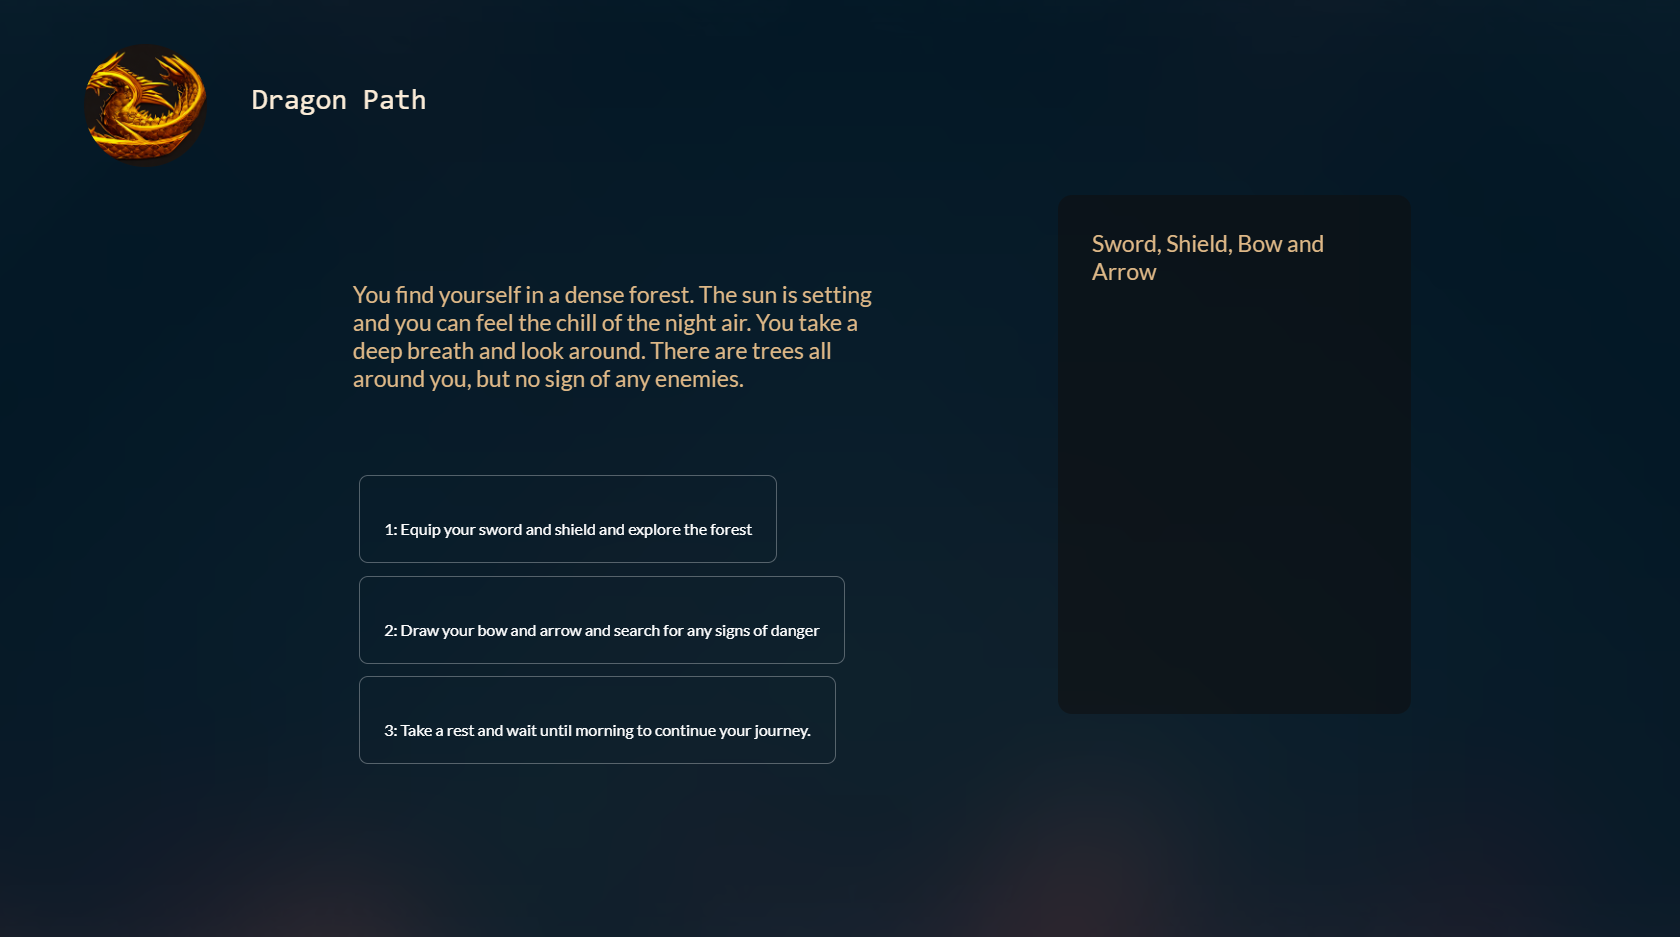 Dragon Path
You find yourself in a dense forest. The sun is setting
and you can feel the chill of the night air. You take a
deep breath and look around. There are trees all
around you, but no sign of any enemies.
1: Equip your sword and shield and explore the forest
2: Draw your bow and arrow and search for any signs of danger
3: Take a rest and wait until morning to continue your journey.
Sword, Shield, Bow and
Arrow